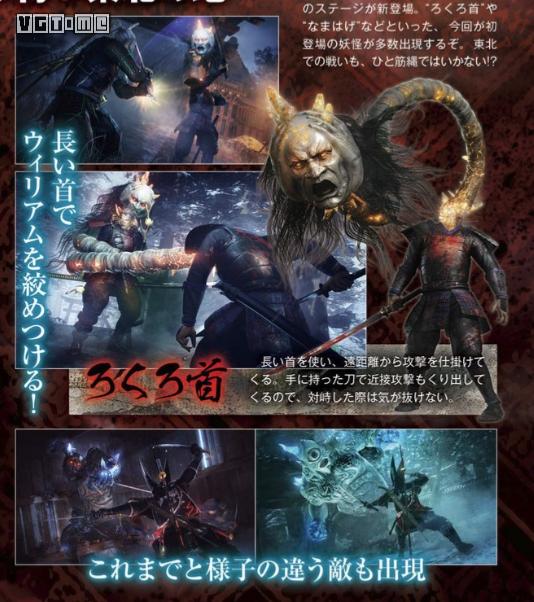 VGTIME
のステージが新登場。“ろくろ首”や
“なまはげ”などといった、今回が初
登場の妖怪が多数出現するぞ。東北
での戦いも、ひと筋縄ではいかない!?
長い首で
ウィリアムを絞めつける!
ろくろ首
長い首を使い、遠距離から攻撃を仕掛けて
くる。手に持った刀で近接攻撃もくり出して
くるので、対峙した際は気が抜けない。
これまでと様子の違う敵も出現